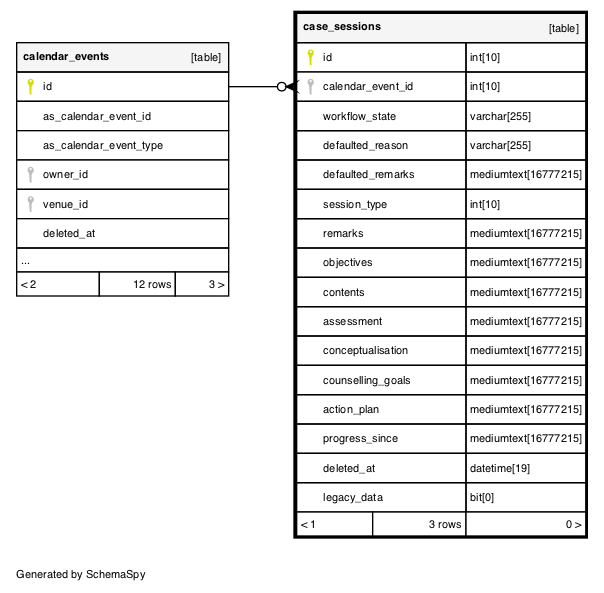 calendar_events [table]
id
as_calendar_event_id
as_calendar_event_type
owner_id
venue_id
deleted_at
...
< 2 12 rows 3 >
case_sessions [table]
id int[10]
calendar_event_id int[10]
workflow_state varchar[255]
defaulted_reason varchar[255]
defaulted_remarks mediumtext[16777215]
session_type int[10]
remarks mediumtext[16777215]
objectives mediumtext[16777215]
contents mediumtext[16777215]
assessment mediumtext[16777215]
conceptualisation mediumtext[16777215]
counselling_goals mediumtext[16777215]
action_plan mediumtext[16777215]
progress_since mediumtext[16777215]
deleted_at datetime[19]
legacy_data bit[0]
< 1 3 rows 0 >
Generated by SchemaSpy